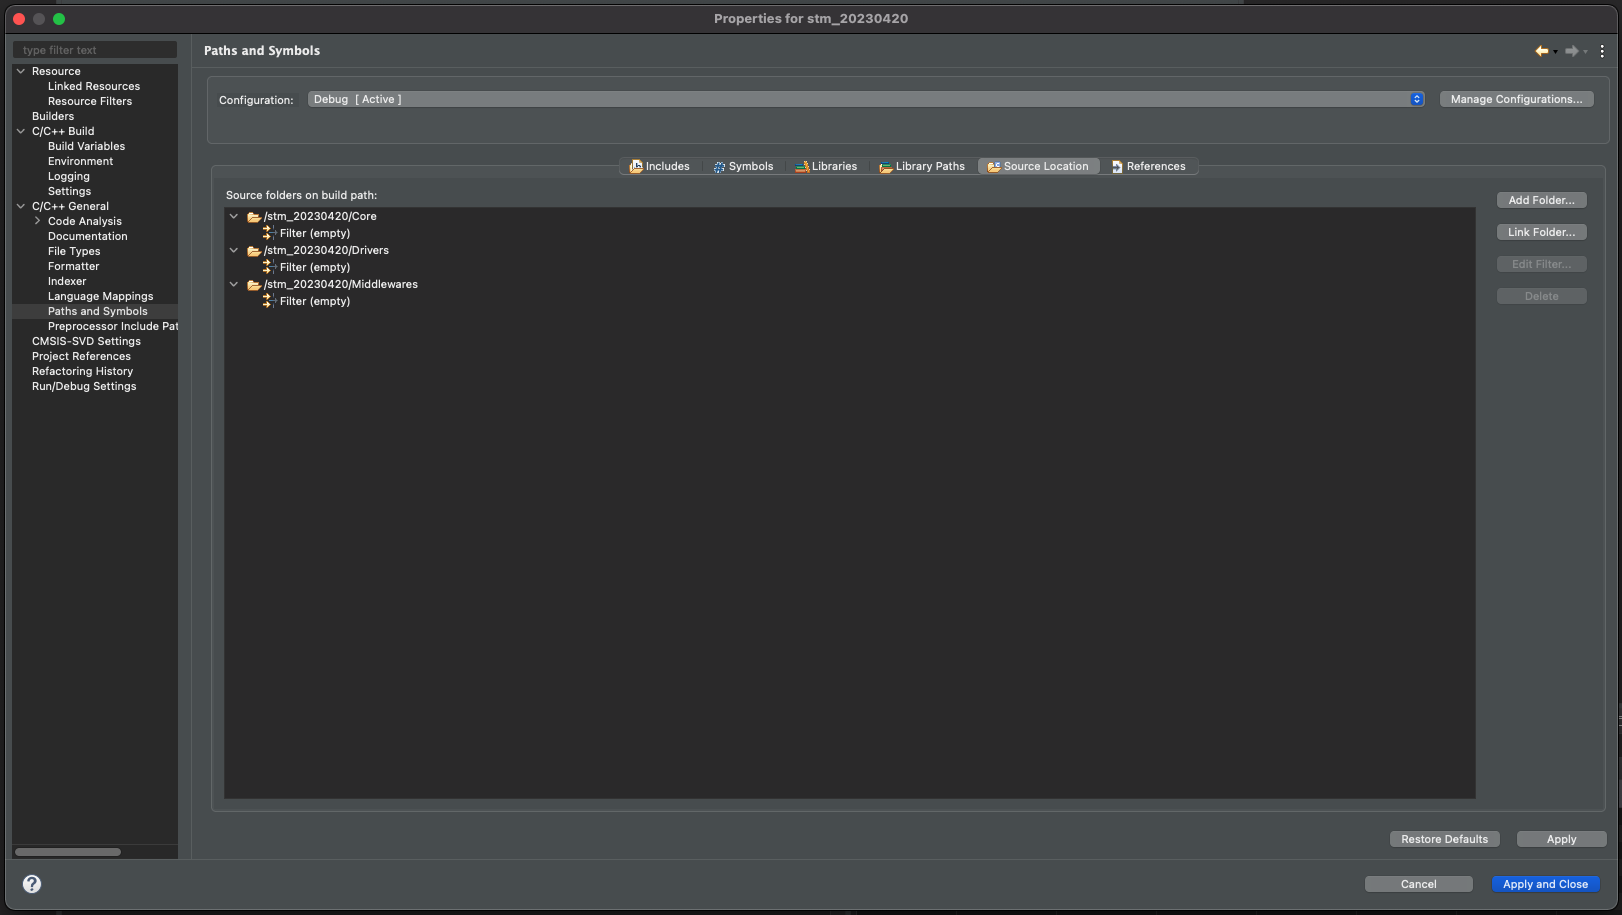 Properties for stm_20230420
type filter text
Resource
Linked Resources
Resource Filters
Builders
C/C++ Build
Build Variables
Environment
Logging
Settings
C/C++ General
Code Analysis
Documentation
File Types
Formatter
Indexer
Language Mappings
Paths and Symbols
Preprocessor Include Pat
CMSIS-SVD Settings
Project References
Refactoring History
Run/Debug Settings
Paths and Symbols
Configuration: Debug [ Active ] Manage Configurations...
Includes Symbols Libraries Library Paths Source Location References
Source folders on build path:
/stm_20230420/Core
Filter (empty)
/stm_20230420/Drivers
Filter (empty)
/stm_20230420/Middlewares
Filter (empty)
Add Folder...
Link Folder...
Edit Filter...
Delete
Restore Defaults Apply
? Cancel Apply and Close